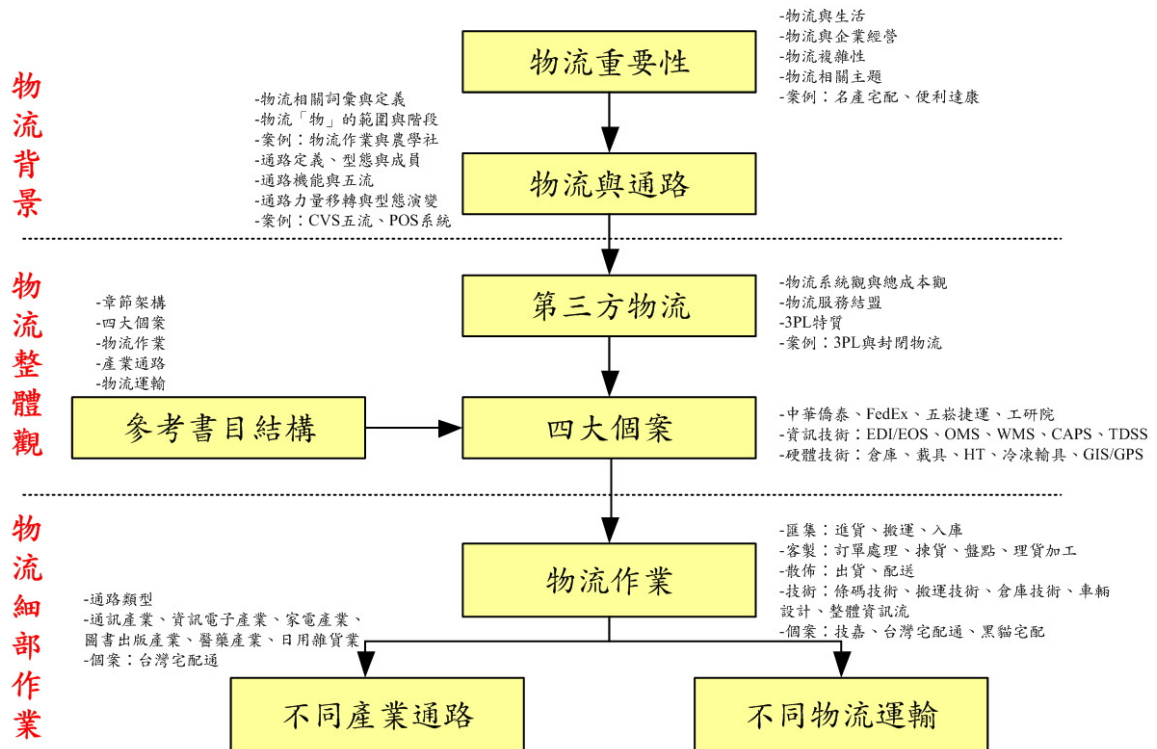 物流背景
物流重要性
-物流與生活
-物流與企業經營
-物流複雜性
-物流相關主題
-案例：名產宅配、便利達康
-物流相關詞彙與定義
-物流「物」的範圍與階段
-案例：物流作業與農學社
-通路定義、型態與成員
-通路機能與五流
-通路力量移轉與型態演變
-案例：CVS五流、POS系統
物流與通路
物流整體觀
第三方物流
-物流系統觀與總成本觀
-物流服務結盟
-3PL特質
-案例：3PL與封閉物流
-章節架構
-四大個案
-物流作業
-產業通路
-物流運輸
參考書目結構
四大個案
-中華僑泰、FedEx、五崧捷運、工研院
-資訊技術：EDI/EOS、OMS、WMS、CAPS、TDSS
-硬體技術：倉庫、載具、HT、冷凍輸具、GIS/GPS
物流細部作業
物流作業
-匯集：進貨、搬運、入庫
-客製：訂單處理、揀貨、盤點、理貨加工
-散佈：出貨、配送
-技術：條碼技術、搬運技術、倉庫技術、車輛
設計、整體資訊流
-個案：技嘉、台灣宅配通、黑貓宅配
-通路類型
-通訊產業、資訊電子產業、家電產業、
圖書出版產業、醫藥產業、日用雜貨業
-個案：台灣宅配通
不同產業通路
不同物流運輸